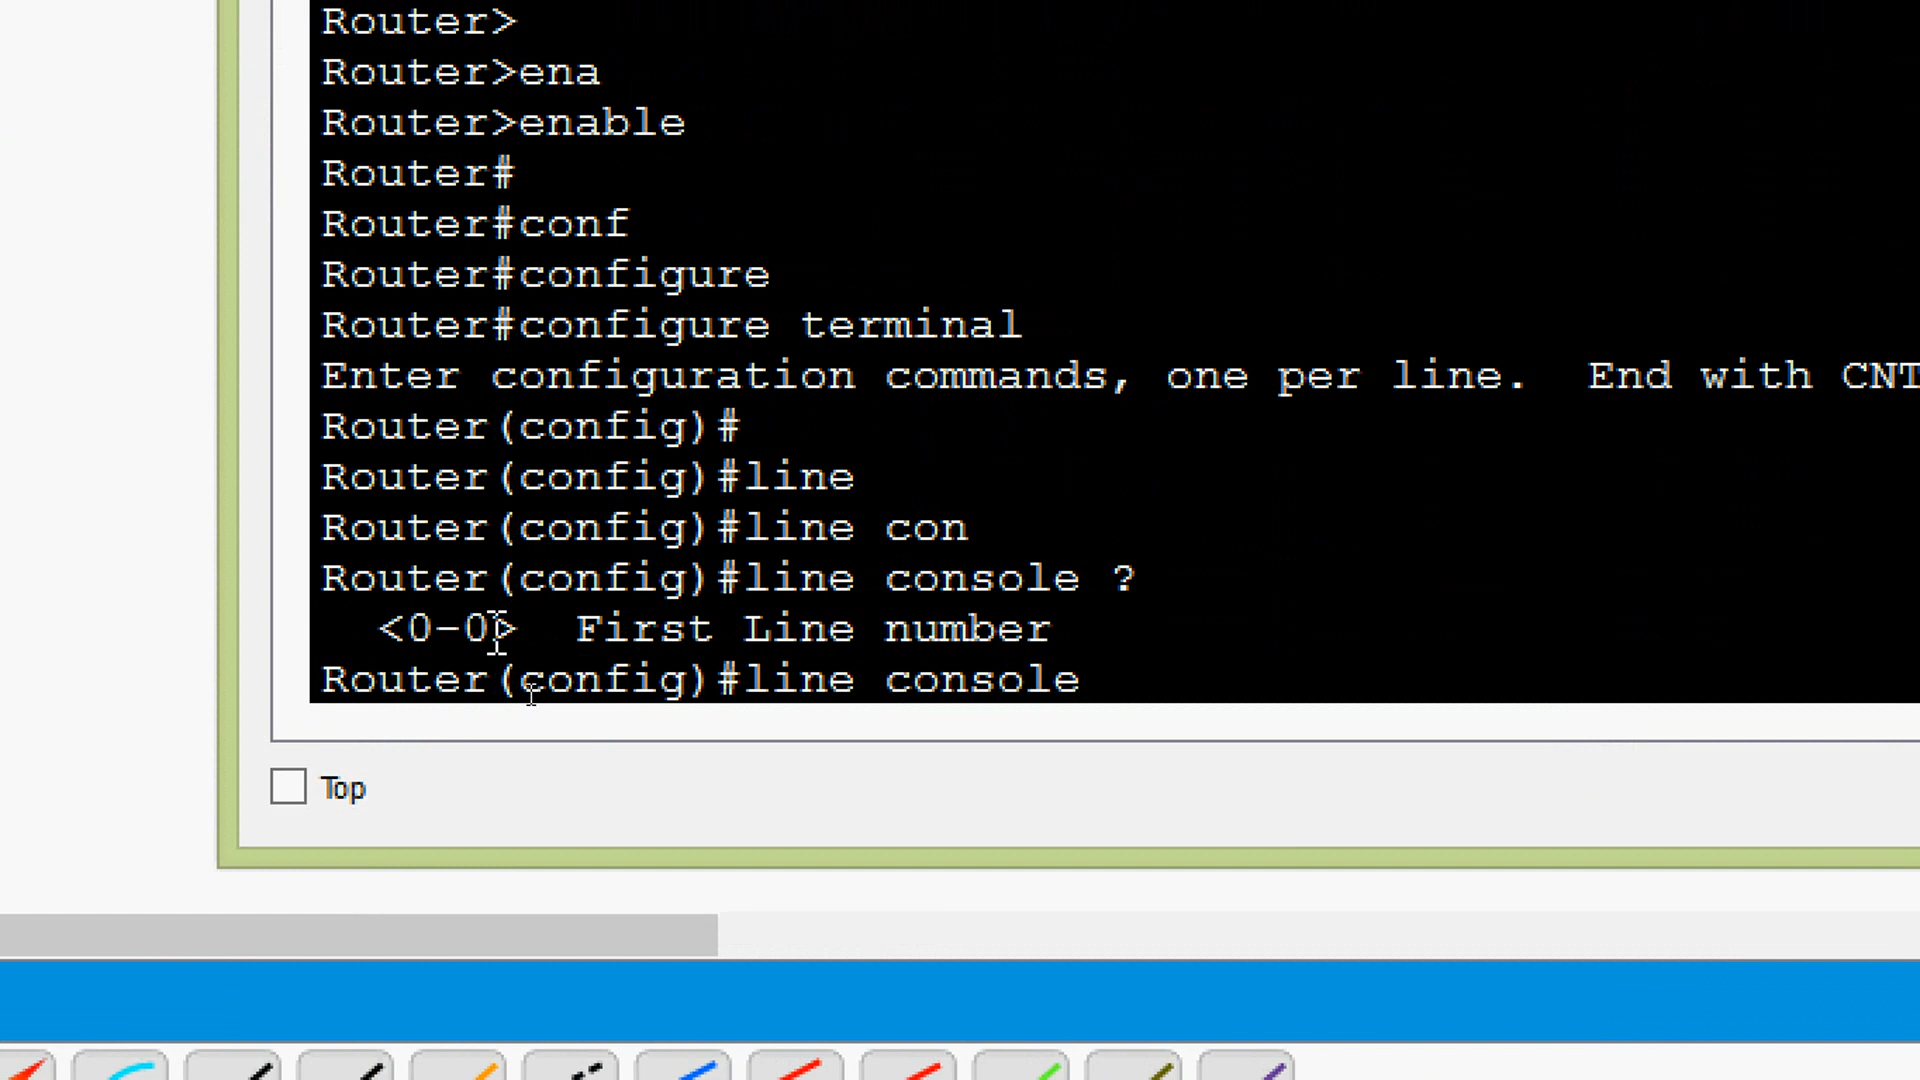 Router>
Router>ena
Router>enable
Router#
Router#conf
Router#configure
Router#configure terminal
Enter configuration commands, one per line.  End with CNT
Router(config)#
Router(config)#line
Router(config)#line con
Router(config)#line console ?
  <0-0>  First Line number
Router(config)#line console
Top